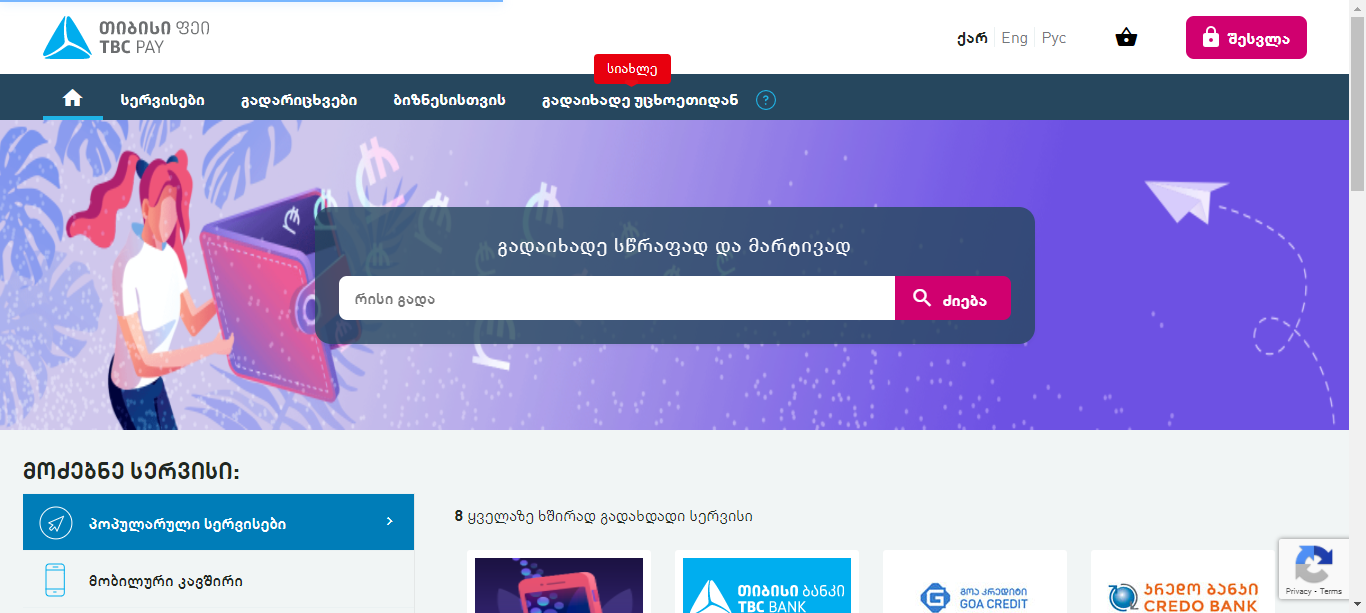 თიბისი ფეი
TBC PAY
ქარ Eng Рус
შესვლა
სიახლე
სერვისები გადარიცხვები ბიზნესისთვის გადაიხადე უცხოეთიდან ?
გადაიხადე სწრაფად და მარტივად
რისი გადა
ძიება
მოძებნე სერვისი:
პოპულარული სერვისები
8 ყველაზე ხშირად გადახდადი სერვისი
მობილური კავშირი
თიბისი ბანკი
TBC BANK
გოა კრედიტი
GOA CREDIT
კრედო ბანკი
CREDO BANK
Privacy - Terms